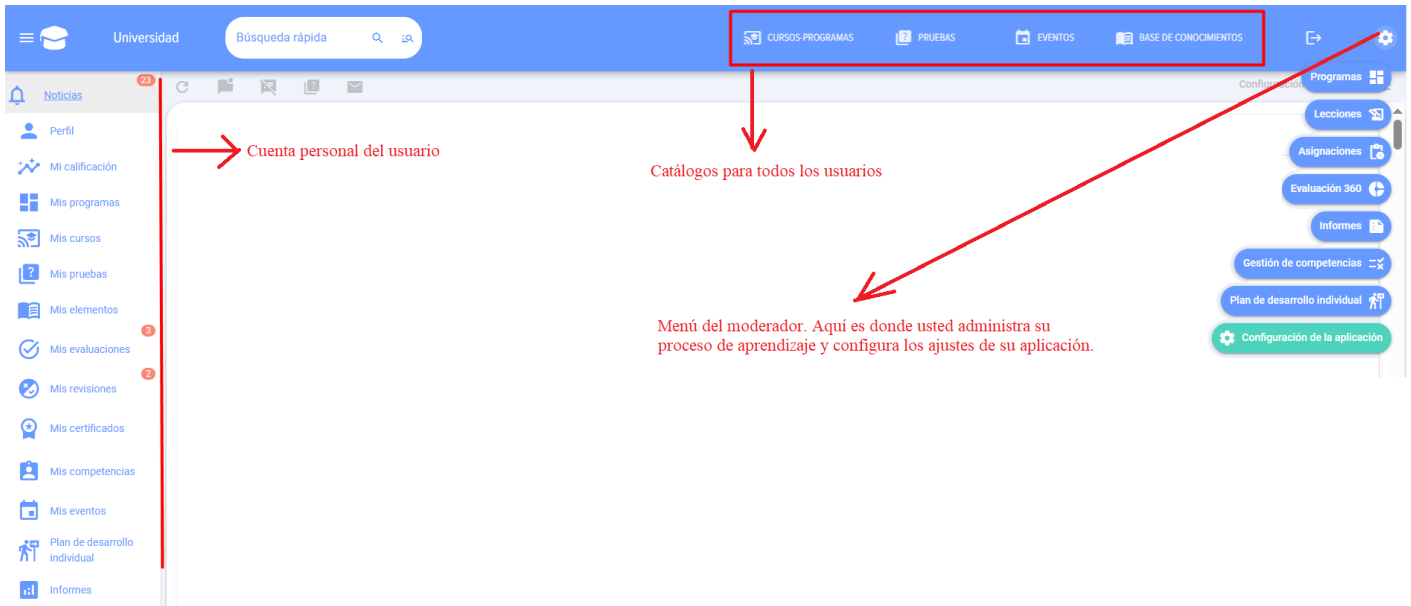 Universidad
Búsqueda rápida
CURSOS-PROGRAMAS
PRUEBAS
EVENTOS
BASE DE CONOCIMIENTOS
Noticias
23
Perfil
Mi calificación
Mis programas
Mis cursos
Mis pruebas
Mis elementos
3
Mis evaluaciones
2
Mis revisiones
Mis certificados
Mis competencias
Mis eventos
Plan de desarrollo
individual
Informes
Cuenta personal del usuario
Catálogos para todos los usuarios
Menú del moderador. Aquí es donde usted administra su
proceso de aprendizaje y configura los ajustes de su aplicación.
Programas
Lecciones
Asignaciones
Evaluación 360
Informes
Gestión de competencias
Plan de desarrollo individual
Configuración de la aplicación